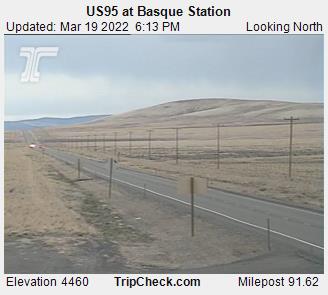 US95 at Basque Station
Updated: Mar 19 2022 6:13 PM Looking North
Elevation 4460 TripCheck.com Milepost 91.62